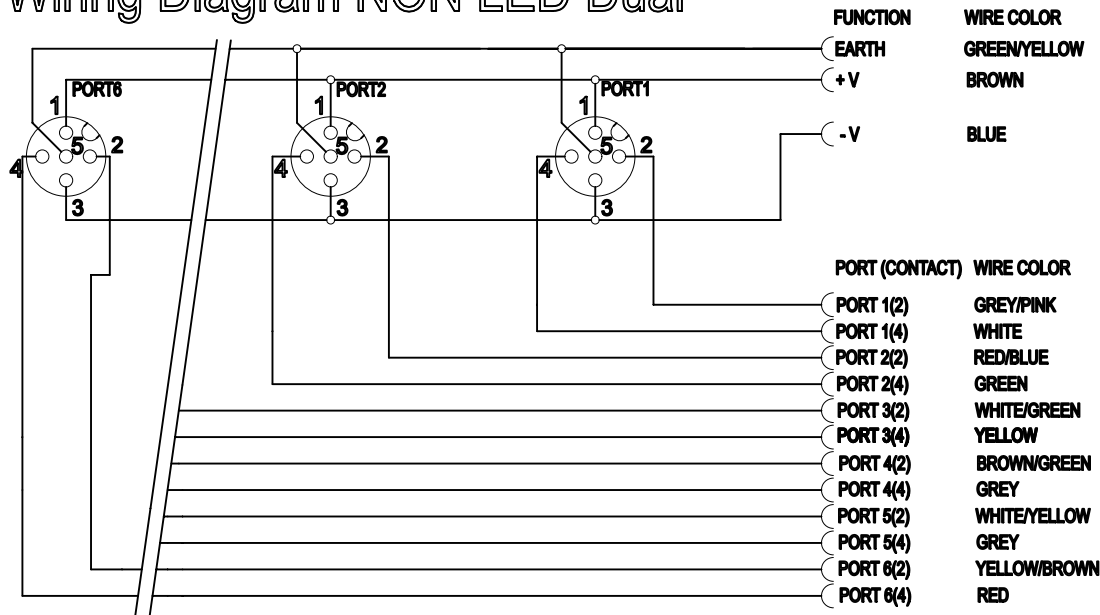 Wiring Diagram NON LED Dual
FUNCTION WIRE COLOR
EARTH GREEN/YELLOW
+ V BROWN
- V BLUE
PORT6 PORT2 PORT1
1 1 1
5 2 5 2 5 2
4 4 4
3 3 3
PORT (CONTACT) WIRE COLOR
PORT 1(2) GREY/PINK
PORT 1(4) WHITE
PORT 2(2) RED/BLUE
PORT 2(4) GREEN
PORT 3(2) WHITE/GREEN
PORT 3(4) YELLOW
PORT 4(2) BROWN/GREEN
PORT 4(4) GREY
PORT 5(2) WHITE/YELLOW
PORT 5(4) GREY
PORT 6(2) YELLOW/BROWN
PORT 6(4) RED